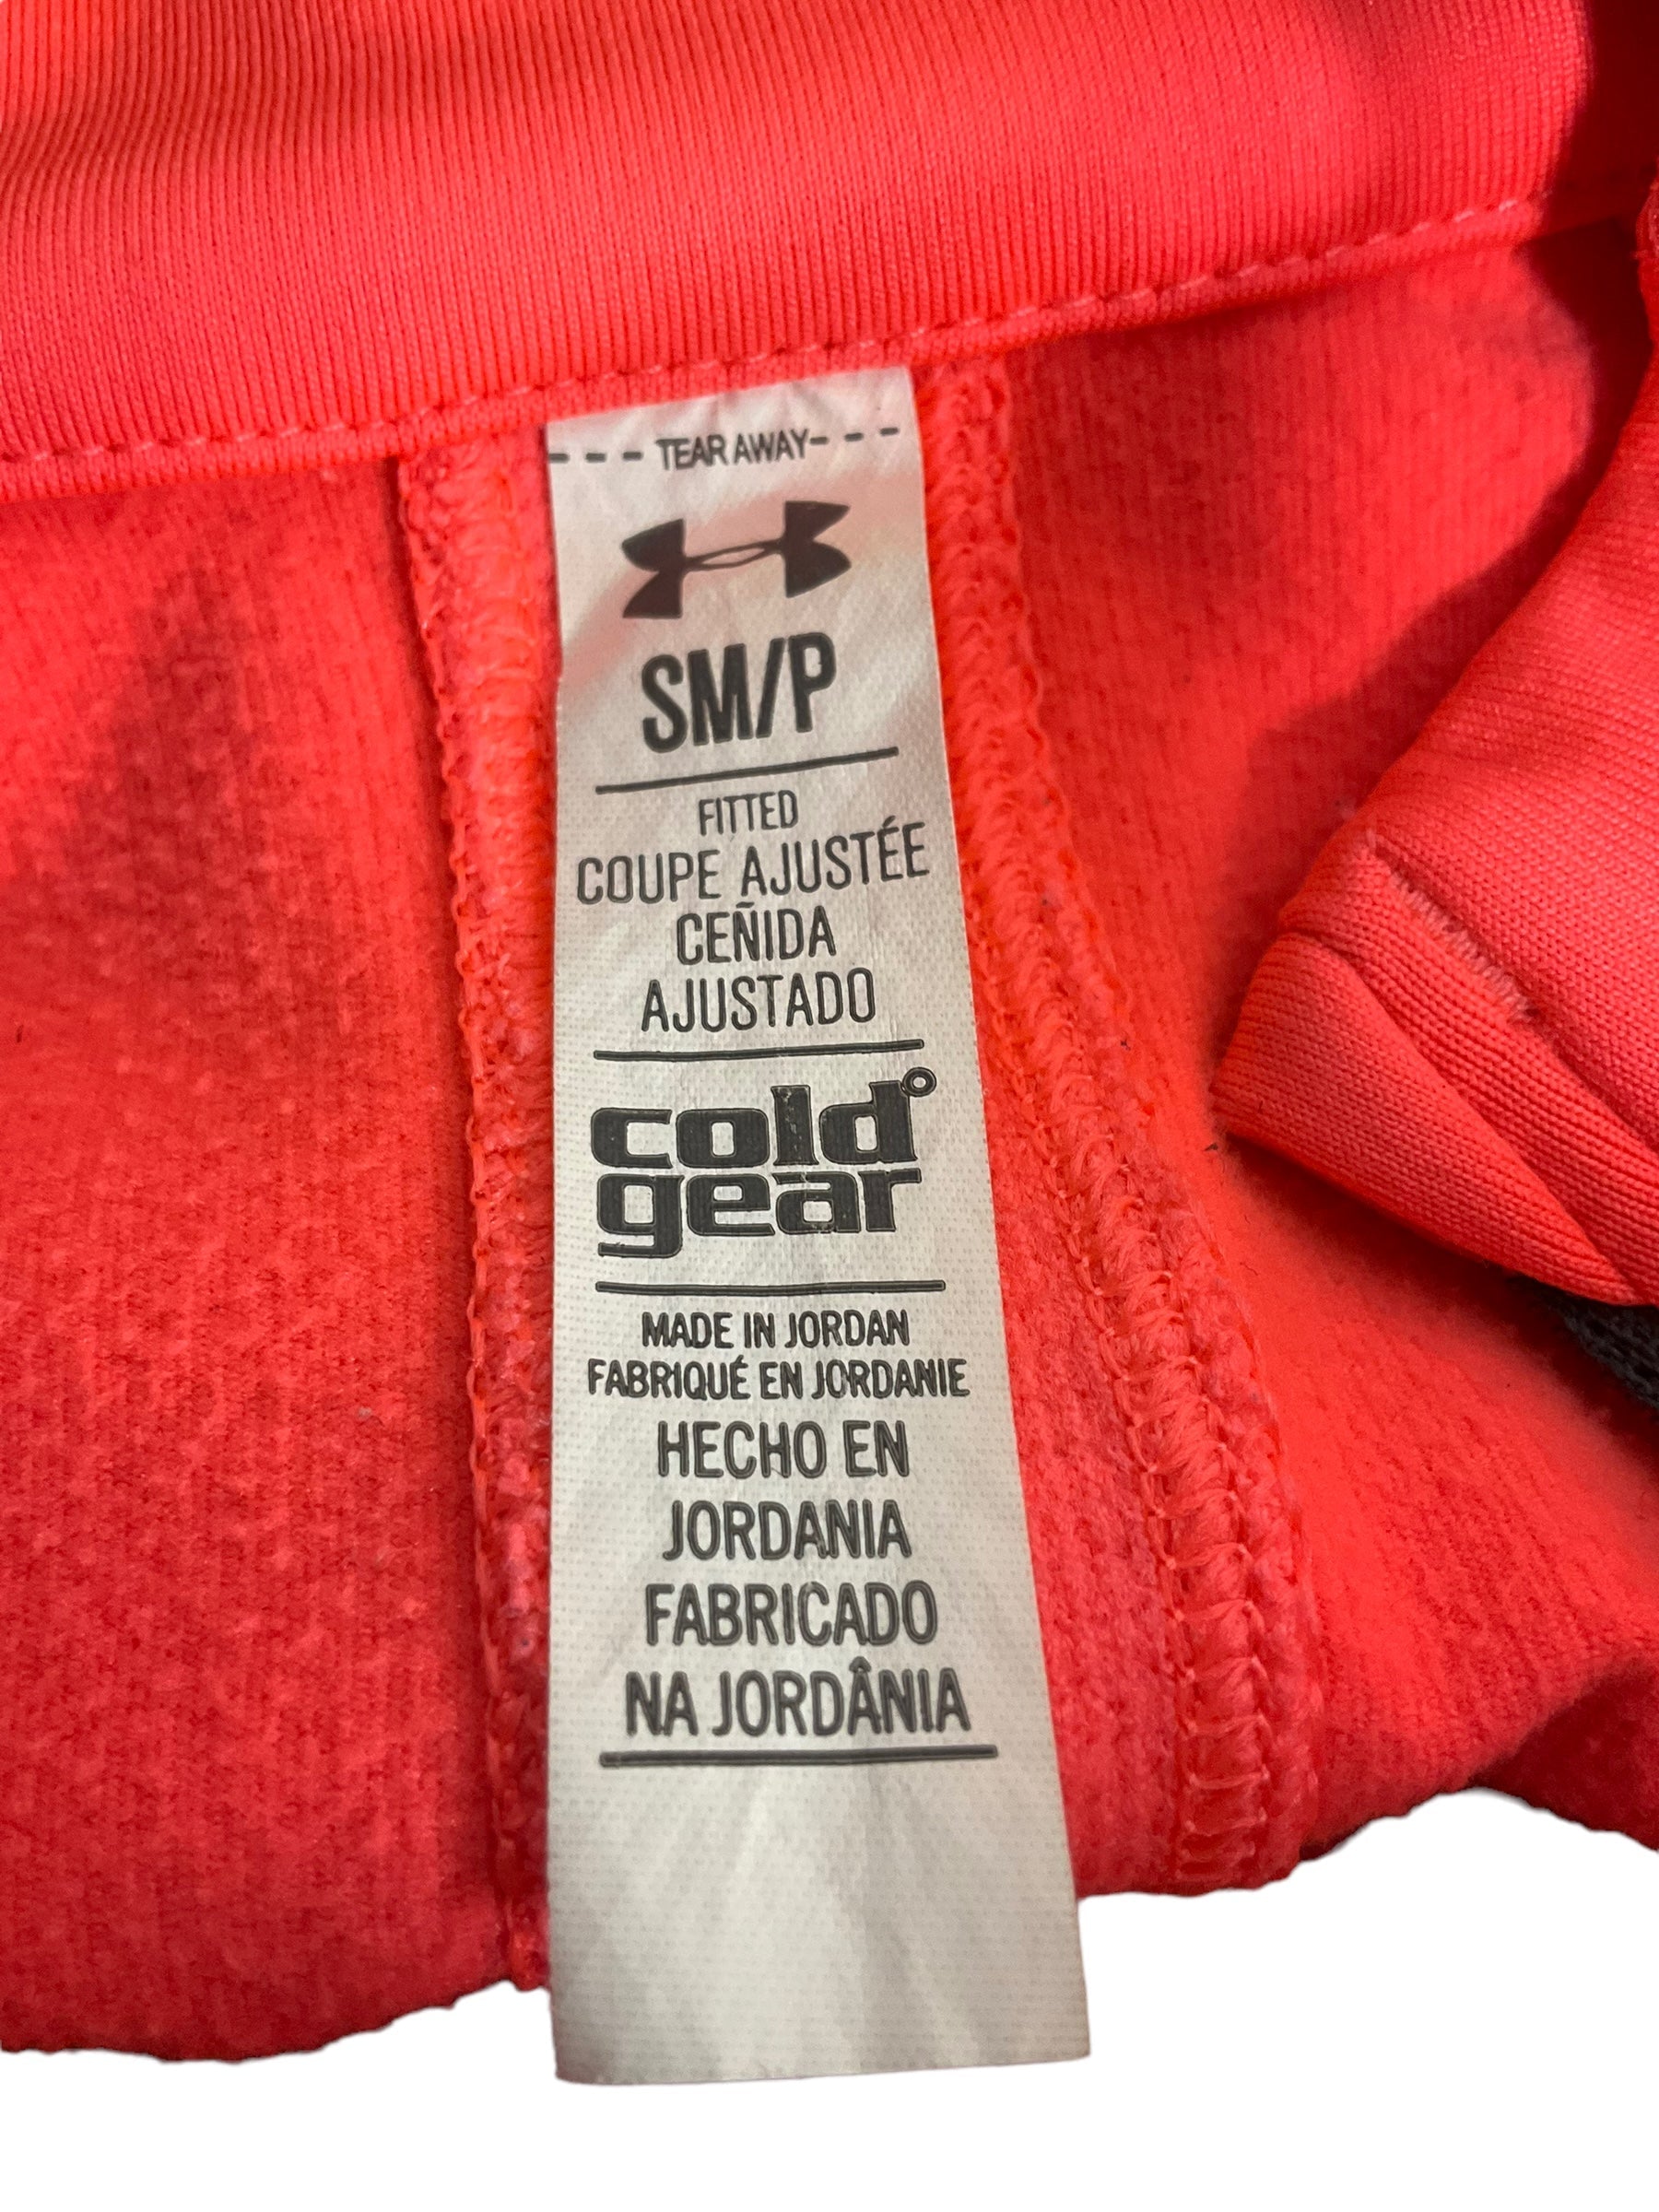 - - - TEAR AWAY- - -
SM/P
FITTED
COUPE AJUSTÉE
CEÑIDA
AJUSTADO
cold°
gear
MADE IN JORDAN
FABRIQUÉ EN JORDANIE
HECHO EN
JORDANIA
FABRICADO
NA JORDÂNIA